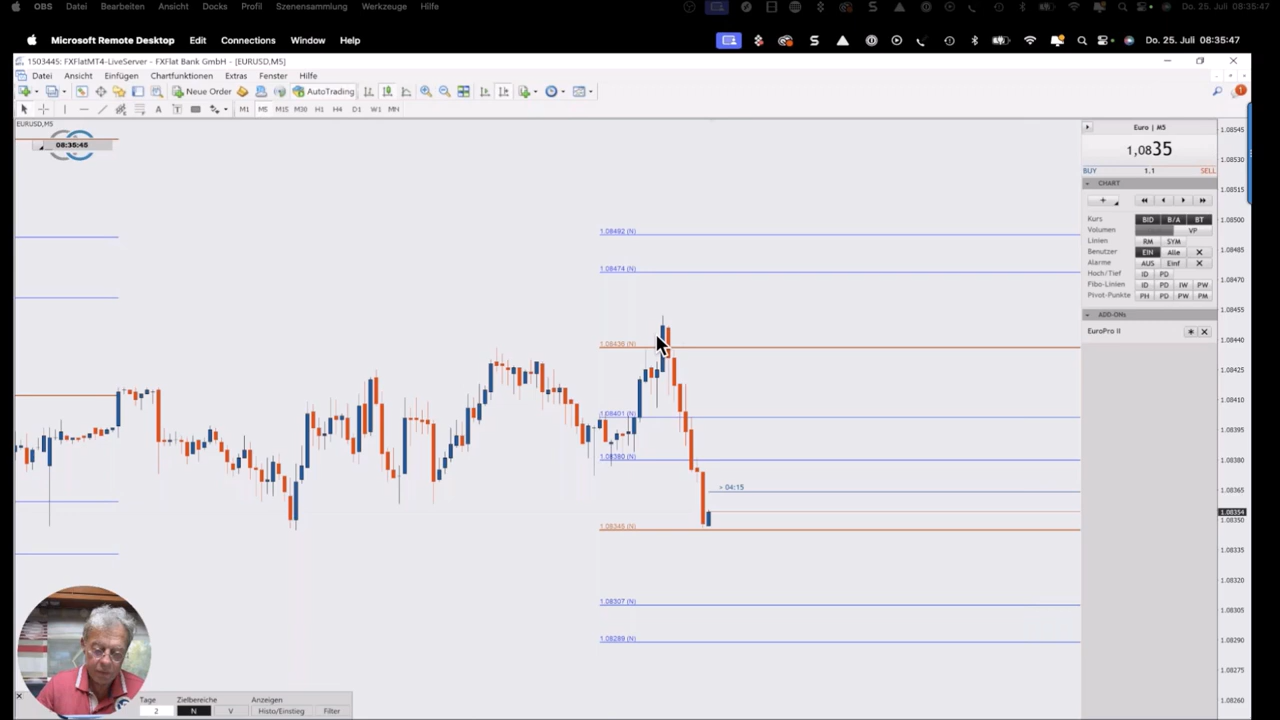 OBS Datei Bearbeiten Ansicht Docks Profil Szenensammlung Werkzeuge Hilfe Do. 25. Juli 08:35:47
Microsoft Remote Desktop Edit Connections Window Help Do. 25. Juli 08:35:47
1503445: FXFlatMT4-LiveServer - FXFlat Bank GmbH - [EURUSD,M5]
Datei Ansicht Einfügen Chartfunktionen Extras Fenster Hilfe
New Order AutoTrading
M1 M5 M15 M30 H1 H4 D1 W1 MN
EURUSD,M5
08:35:45
Euro | M5
1,0835
BUY 1.1 SELL
CHART
Kurs BID B/A BT
Volumen VP
Linien RM SYM
Benutzer EIN Alle
Alarme AUS Einf
Hoch/Tief ID PD
Fibo-Linien ID PD IW PW
Pivot-Punkte PH PD PW PM
ADD-ONs
EuroPro II
1.08492 (N)
1.08474 (N)
1.08436 (N)
1.08401 (N)
1.08380 (N)
> 04:15
1.08345 (N)
1.08307 (N)
1.08289 (N)
1.08545
1.08530
1.08515
1.08500
1.08485
1.08470
1.08455
1.08440
1.08425
1.08410
1.08395
1.08380
1.08365
1.08354
1.08350
1.08335
1.08320
1.08305
1.08290
1.08275
1.08260
Tage Zielbereiche Anzeigen
2 N V Histo/Einstieg Filter